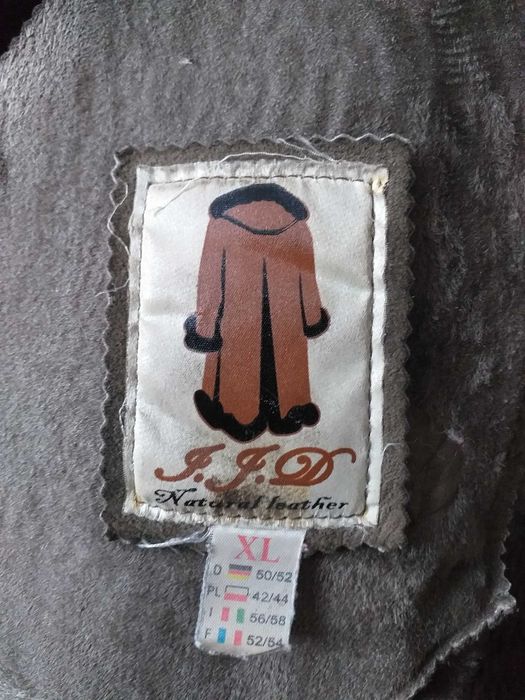 J.J.D
Natural leather
XL
D 50/52
PL 42/44
I 56/58
F 52/54